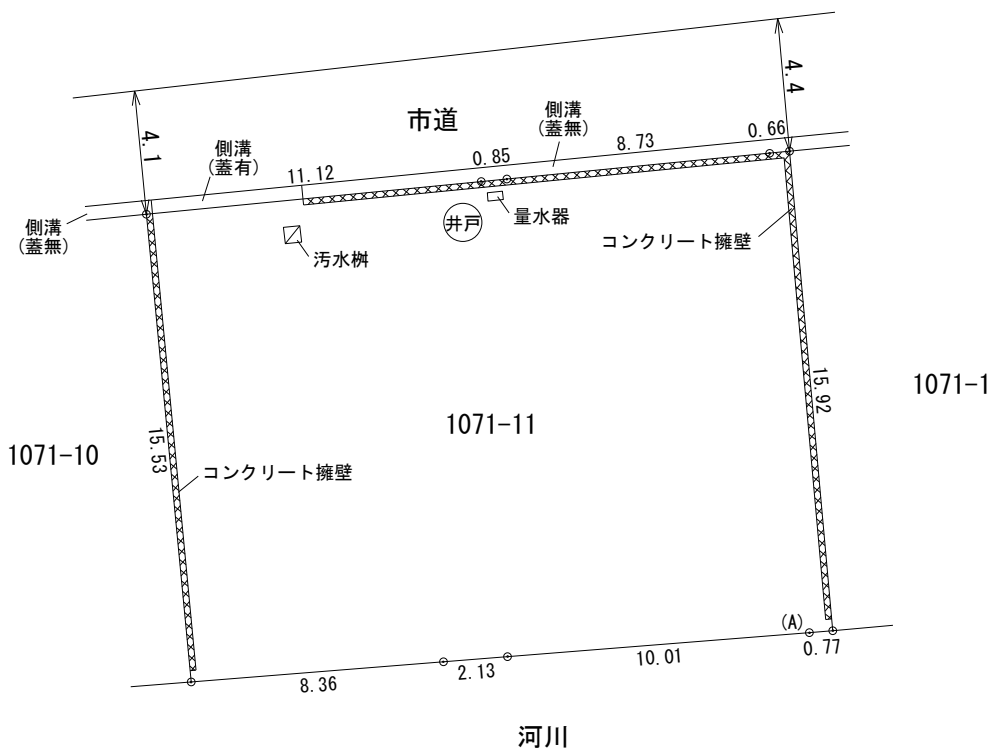 4.4
市道
側溝
(蓋無)
8.73
0.66
4.1
側溝
(蓋有)
11.12
0.85
側溝
(蓋無)
井戸
量水器
コンクリート擁壁
汚水桝
15.92
1071-1
1071-11
1071-10
15.53
コンクリート擁壁
(A)
0.77
10.01
2.13
8.36
河川